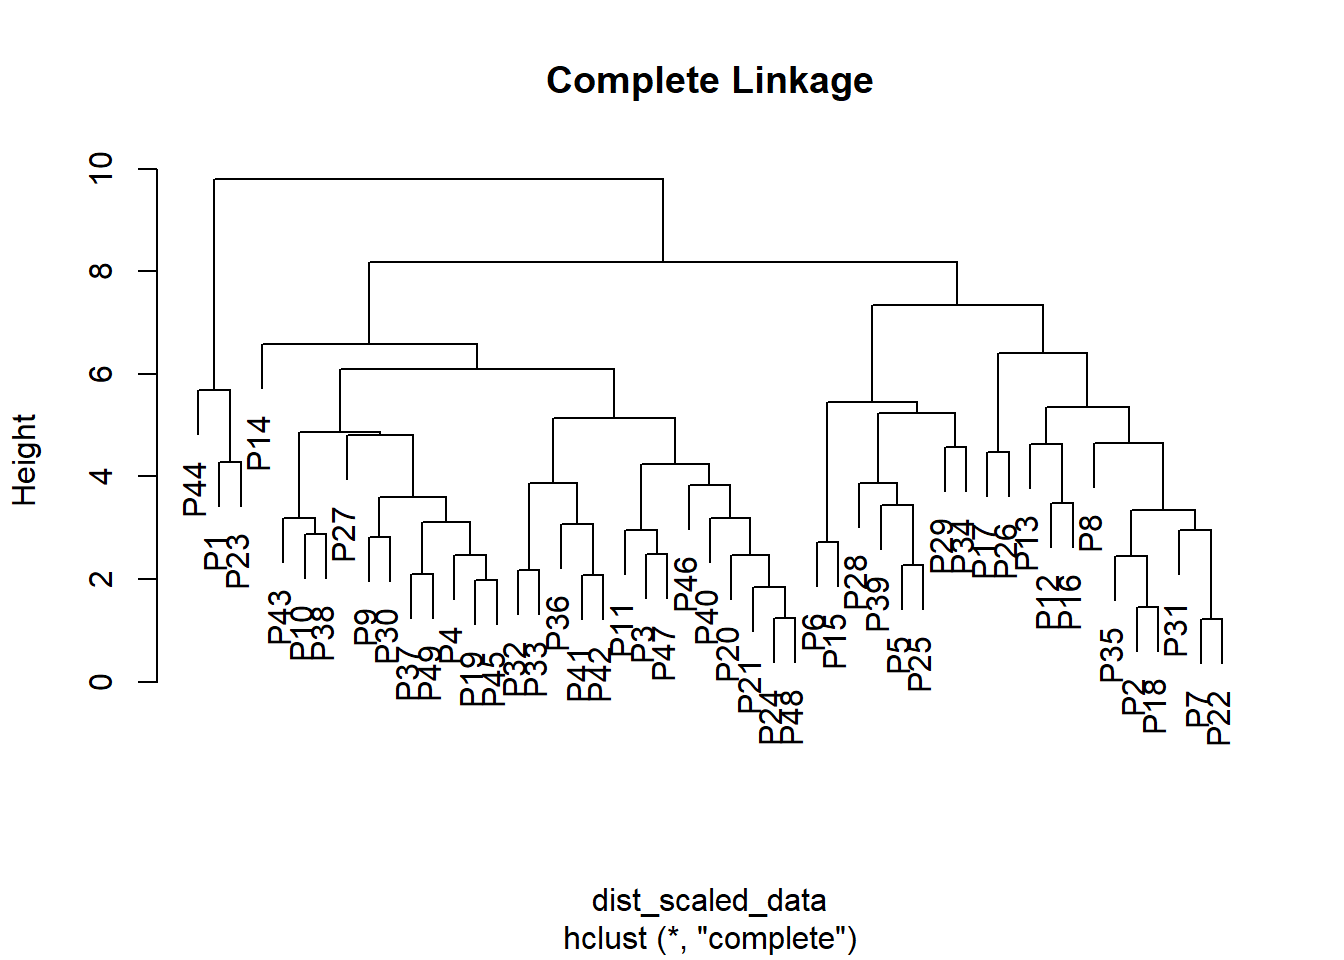 Complete Linkage
Height
0
2
4
6
8
10
P44
P1
P23
P14
P43
P10
P38
P27
P9
P30
P37
P49
P4
P19
P45
P32
P33
P36
P41
P42
P11
P3
P47
P46
P40
P20
P21
P24
P48
P6
P15
P28
P39
P5
P25
P29
P34
P17
P26
P13
P12
P16
P8
P35
P2
P18
P31
P7
P22
dist_scaled_data
hclust (*, "complete")